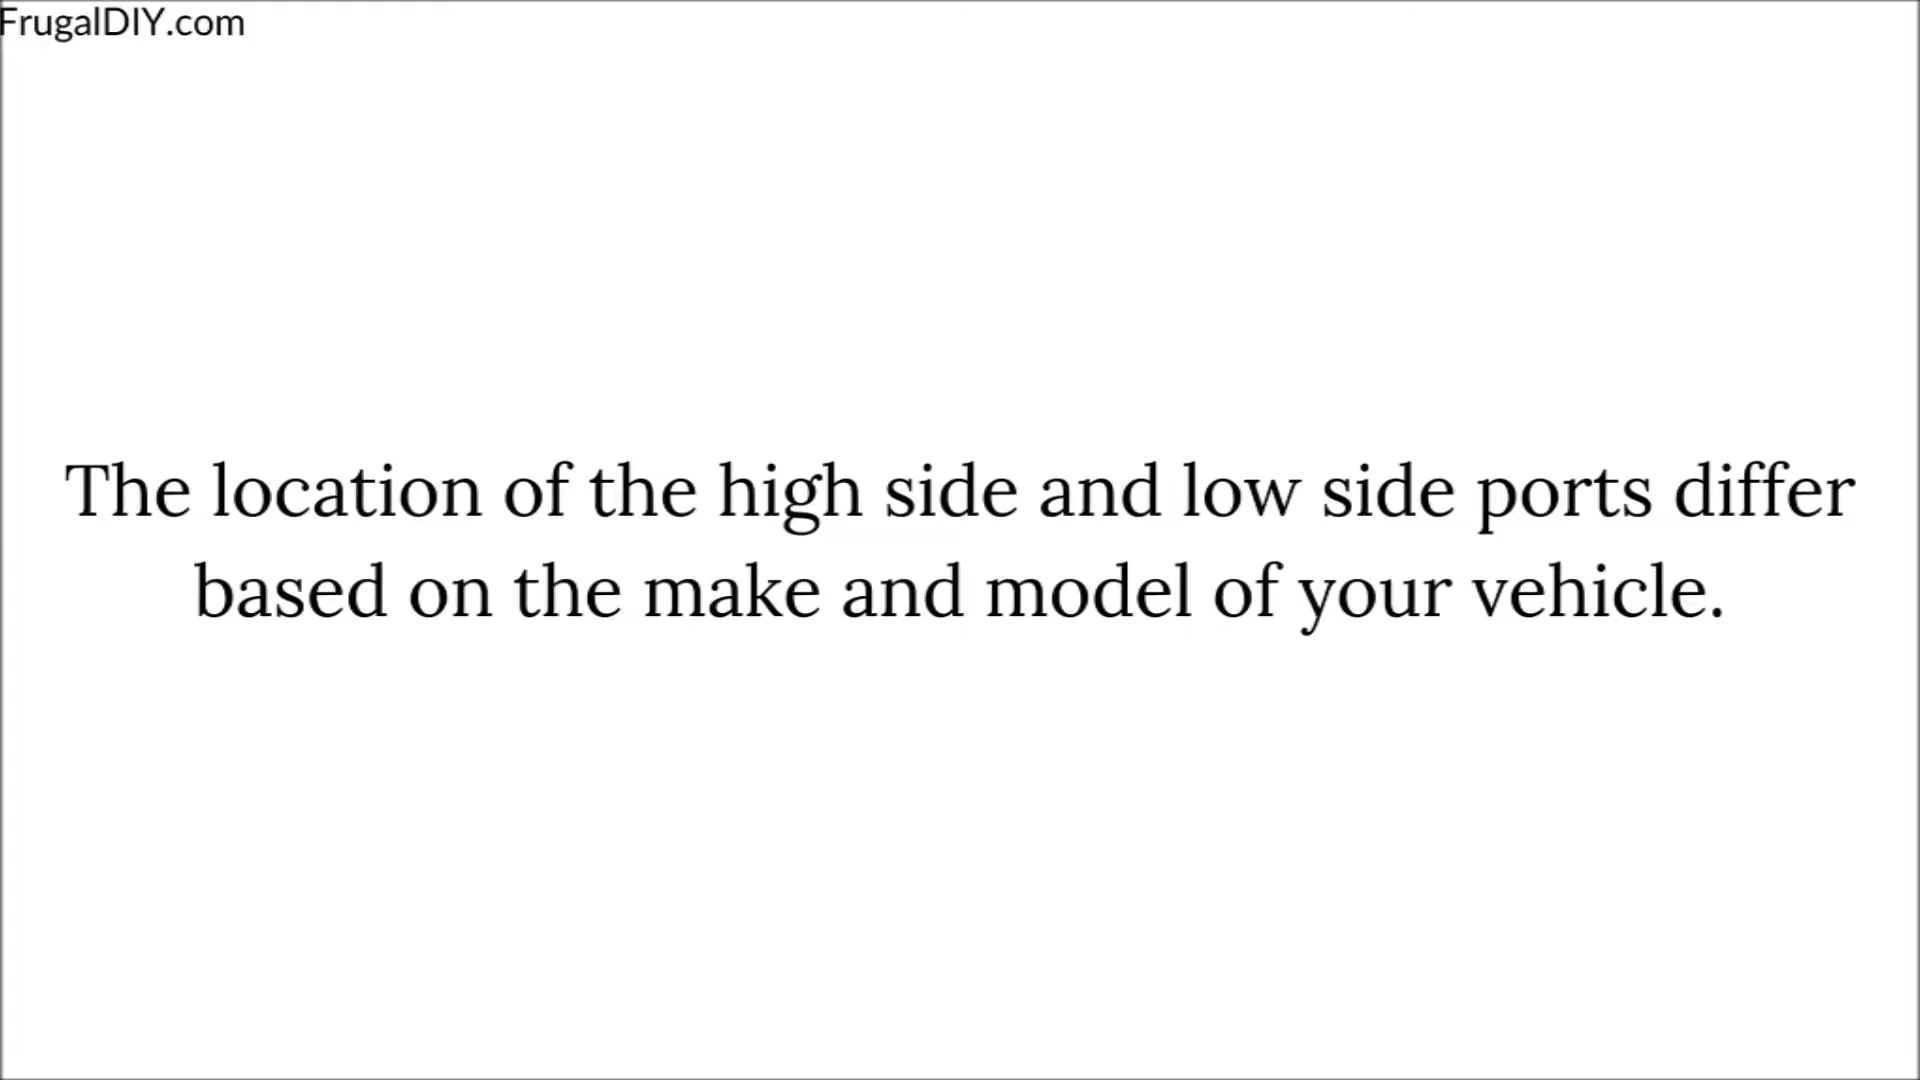 FrugalDIY.com
The location of the high side and low side ports differ
based on the make and model of your vehicle.